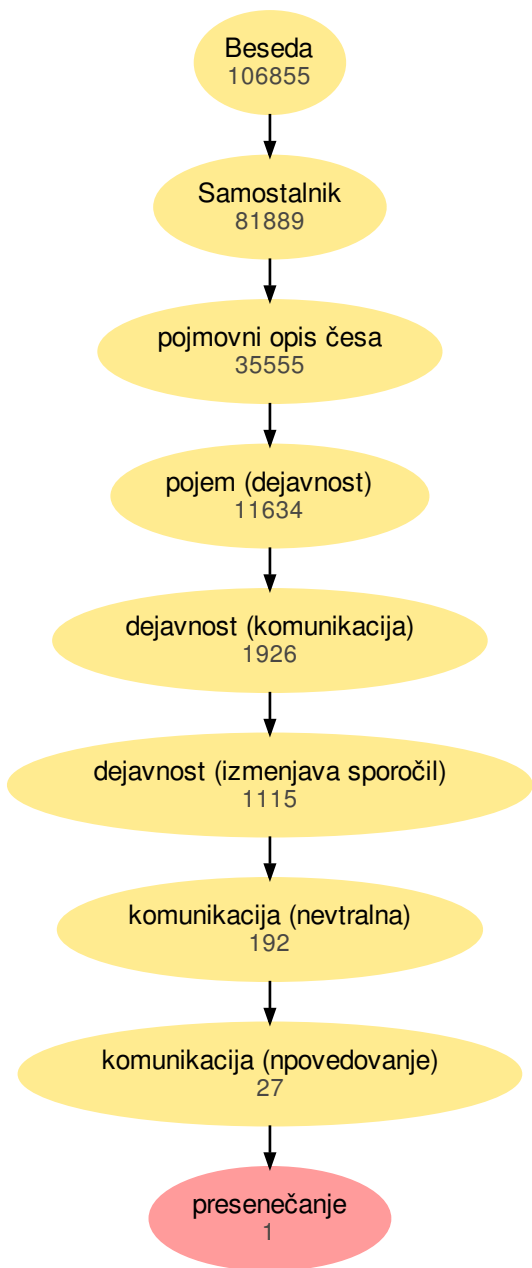 Beseda
106855
Samostalnik
81889
pojmovni opis česa
35555
pojem (dejavnost)
11634
dejavnost (komunikacija)
1926
dejavnost (izmenjava sporočil)
1115
komunikacija (nevtralna)
192
komunikacija (npovedovanje)
27
presenečanje
1